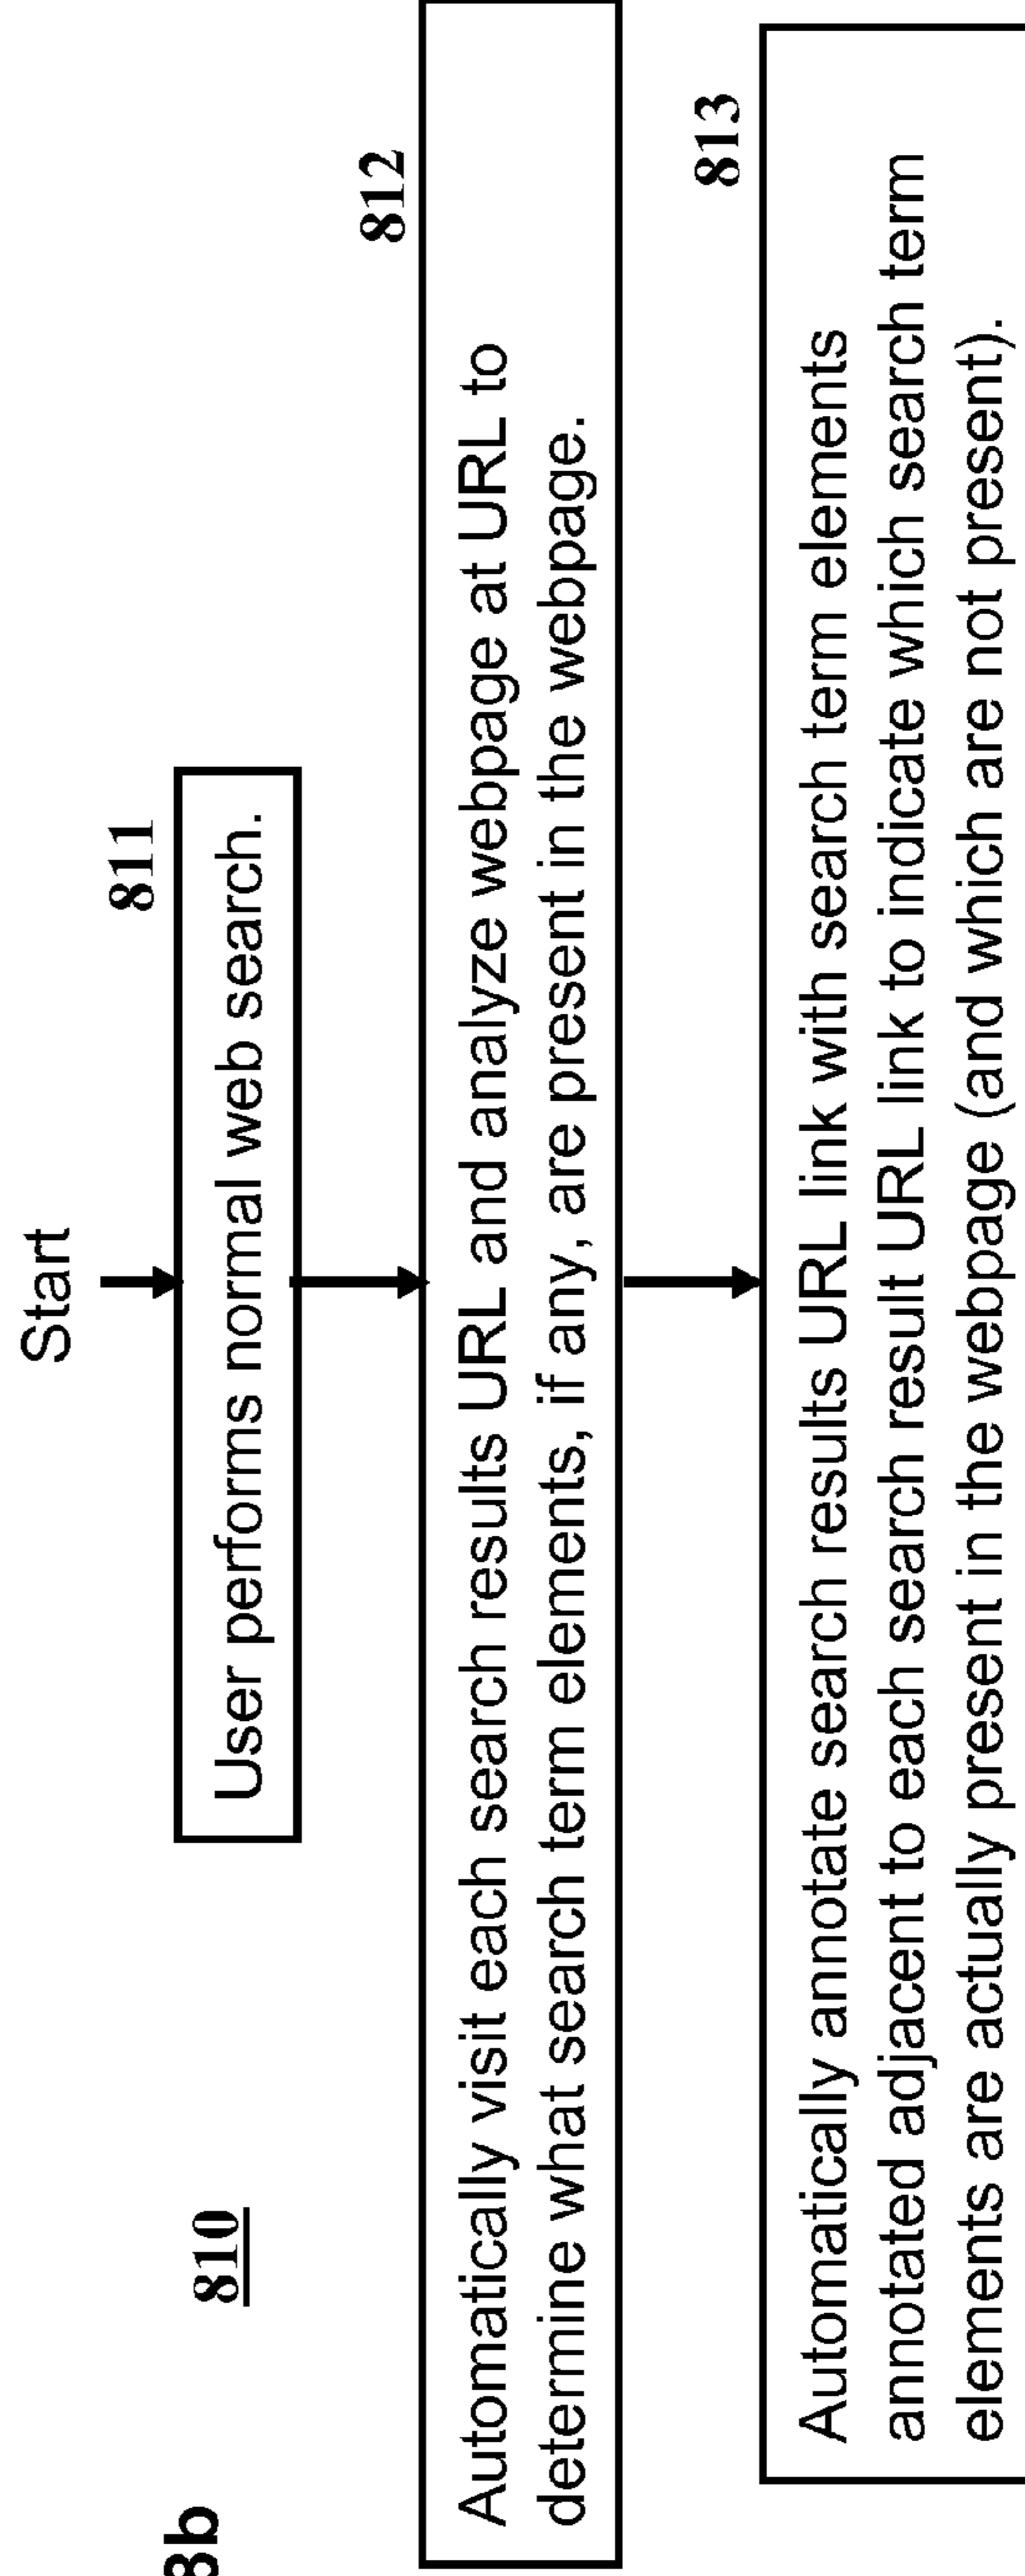 Start
811
User performs normal web search.
810
8b
812
Automatically visit each search results URL and analyze webpage at URL to
determine what search term elements, if any, are present in the webpage.
813
Automatically annotate search results URL link with search term elements
annotated adjacent to each search result URL link to indicate which search term
elements are actually present in the webpage (and which are not present).